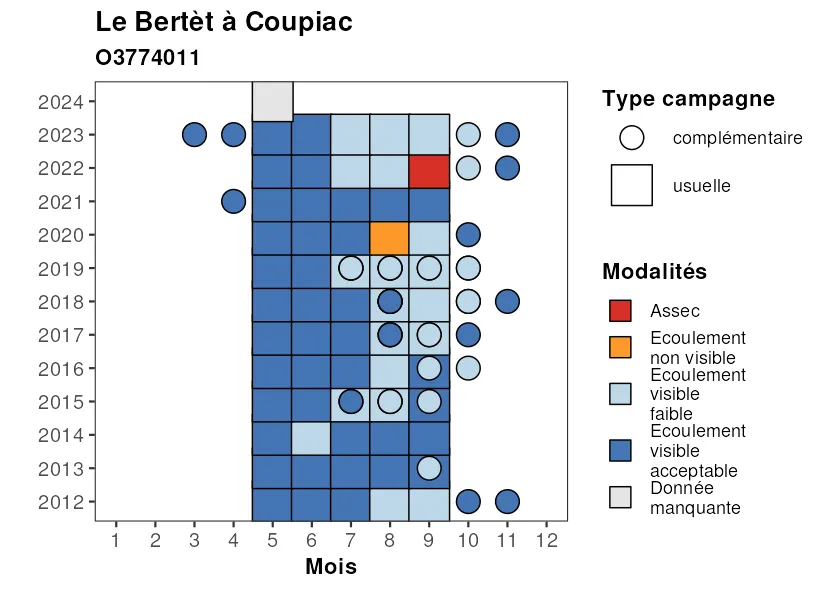 Le Bertèt à Coupiac
O3774011
2024
2023
2022
2021
2020
2019
2018
2017
2016
2015
2014
2013
2012
1 2 3 4 5 6 7 8 9 10 11 12
Mois
Type campagne
complémentaire
usuelle
Modalités
Assec
Ecoulement
non visible
Ecoulement
visible
faible
Ecoulement
visible
acceptable
Donnée
manquante